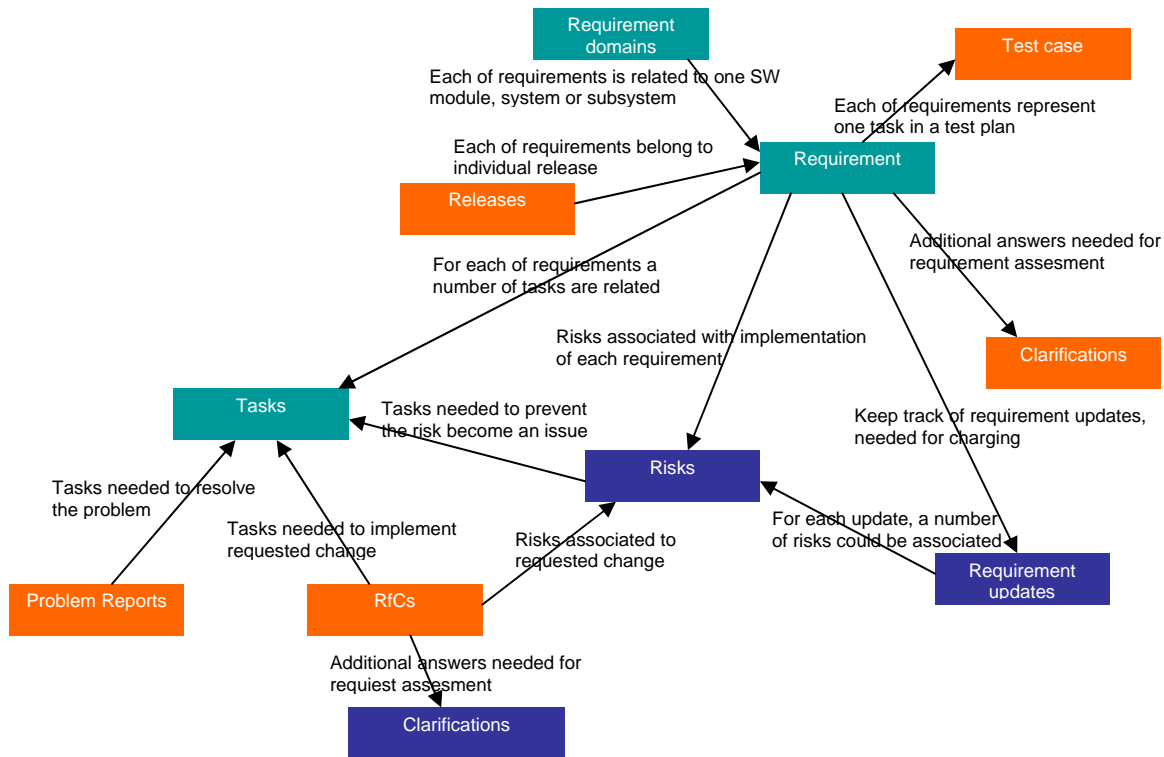 Requirement
domains
Test case
Each of requirements is related to one SW
module, system or subsystem
Each of requirements represent
one task in a test plan
Each of requirements belong to
individual release
Requirement
Releases
Additional answers needed for
requirement assesment
For each of requirements a
number of tasks are related
Risks associated with implementation
of each requirement
Clarifications
Tasks
Tasks needed to prevent
the risk become an issue
Keep track of requirement updates,
needed for charging
Risks
Tasks needed to resolve
the problem
Tasks needed to implement
requested change
Risks associated to
requested change
For each update, a number
of risks could be associated
Requirement
updates
Problem Reports
RfCs
Additional answers needed for
requiest assesment
Clarifications